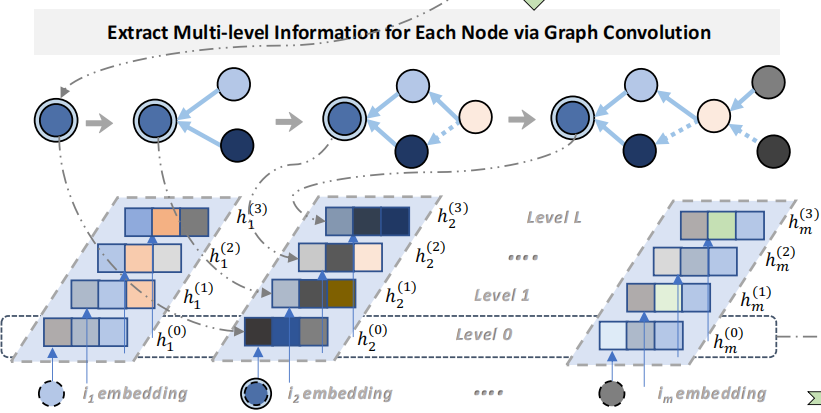 Extract Multi-level Information for Each Node via Graph Convolution
h_1^(3) h_2^(3) Level L h_m^(3)
h_1^(2) h_2^(2) .... h_m^(2)
h_1^(1) h_2^(1) Level 1 h_m^(1)
h_1^(0) h_2^(0) Level 0 h_m^(0)
i_1 embedding i_2 embedding .... i_m embedding